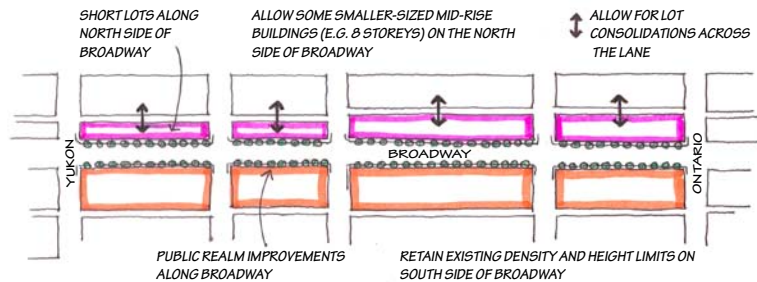 SHORT LOTS ALONG
NORTH SIDE OF
BROADWAY
ALLOW SOME SMALLER-SIZED MID-RISE
BUILDINGS (E.G. 8 STOREYS) ON THE NORTH
SIDE OF BROADWAY
ALLOW FOR LOT
CONSOLIDATIONS ACROSS
THE LANE
YUKON
BROADWAY
ONTARIO
PUBLIC REALM IMPROVEMENTS
ALONG BROADWAY
RETAIN EXISTING DENSITY AND HEIGHT LIMITS ON
SOUTH SIDE OF BROADWAY